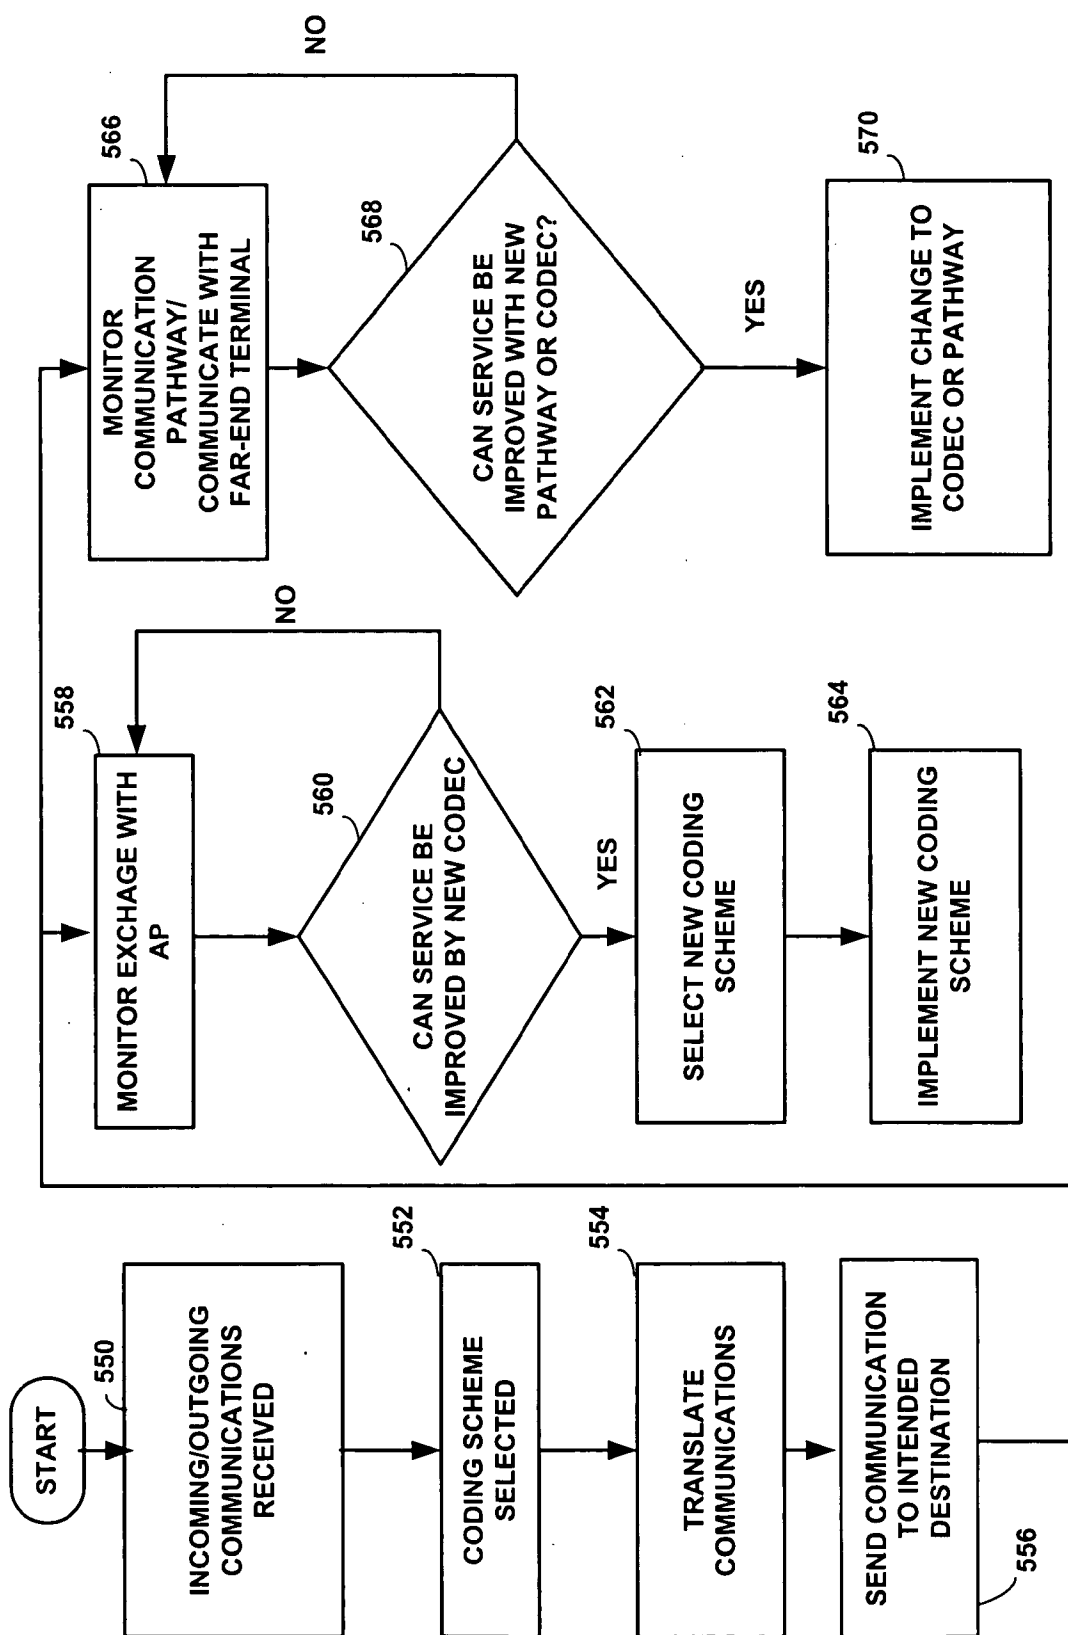 START
550
INCOMING/OUTGOING
COMMUNICATIONS
RECEIVED
552
CODING SCHEME
SELECTED
554
TRANSLATE
COMMUNICATIONS
SEND COMMUNICATION
TO INTENDED
DESTINATION
556
558
MONITOR EXCHAGE WITH
AP
NO
560
CAN SERVICE BE
IMPROVED BY NEW CODEC
YES
562
SELECT NEW CODING
SCHEME
564
IMPLEMENT NEW CODING
SCHEME
566
MONITOR
COMMUNICATION
PATHWAY/
COMMUNICATE WITH
FAR-END TERMINAL
NO
568
CAN SERVICE BE
IMPROVED WITH NEW
PATHWAY OR CODEC?
YES
570
IMPLEMENT CHANGE TO
CODEC OR PATHWAY